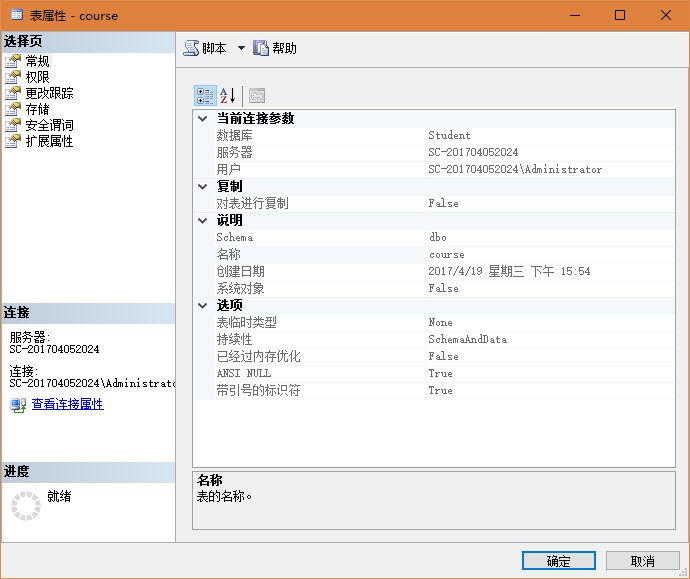 表属性 - course
选择页
常规
权限
更改跟踪
存储
安全谓词
扩展属性
脚本 帮助
当前连接参数
数据库 Student
服务器 SC-201704052024
用户 SC-201704052024\Administrator
复制
对表进行复制 False
说明
Schema dbo
名称 course
创建日期 2017/4/19 星期三 下午 15:54
系统对象 False
选项
表临时类型 None
持续性 SchemaAndData
已经过内存优化 False
ANSI NULL True
带引号的标识符 True
连接
服务器:
SC-201704052024
连接:
SC-201704052024\Administrato
查看连接属性
进度
就绪
名称
表的名称。
确定 取消